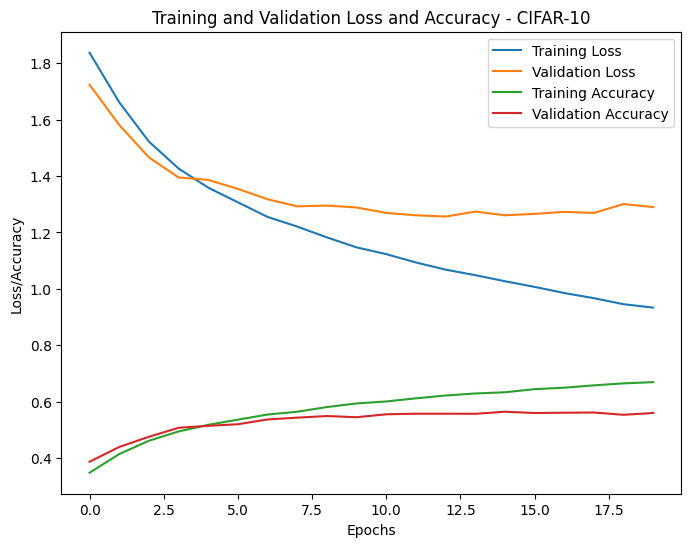 Training and Validation Loss and Accuracy - CIFAR-10
Training Loss
Validation Loss
Training Accuracy
Validation Accuracy
Loss/Accuracy
1.8
1.6
1.4
1.2
1.0
0.8
0.6
0.4
0.0 2.5 5.0 7.5 10.0 12.5 15.0 17.5
Epochs